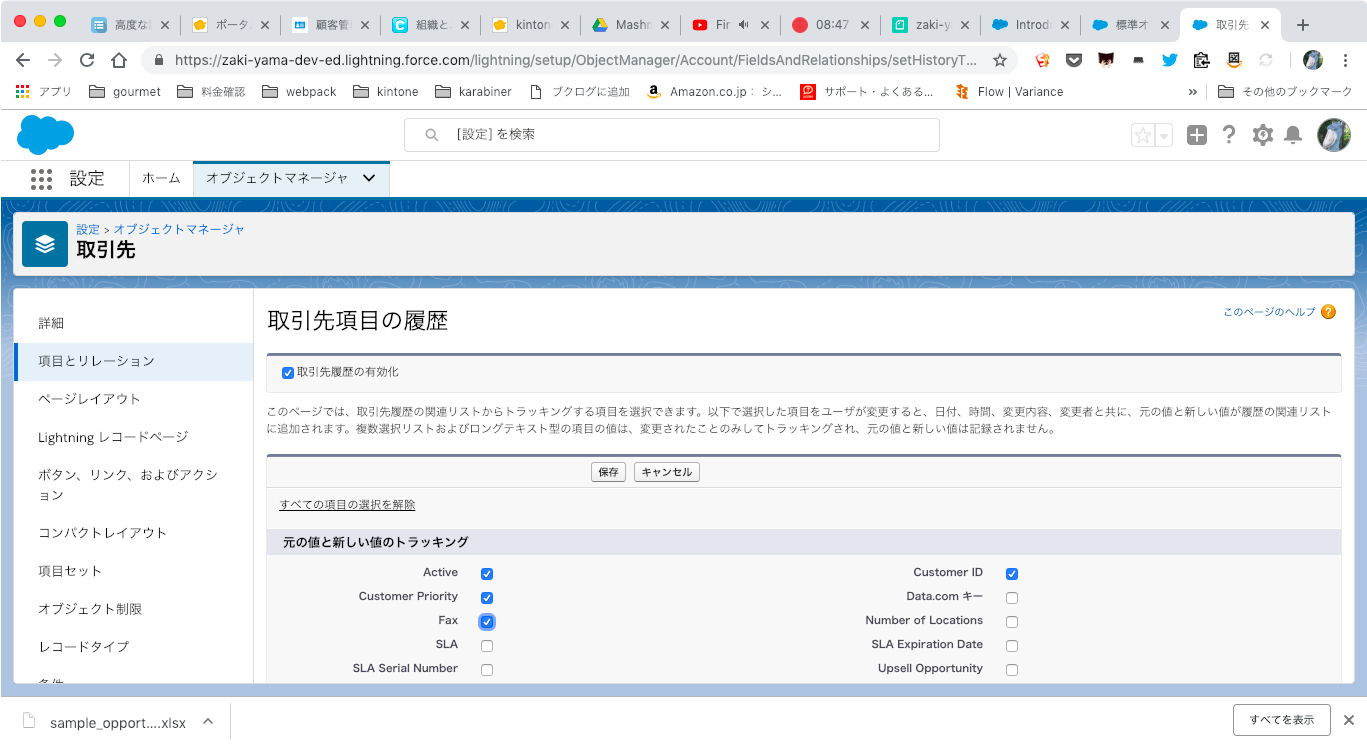 高度な
ポータ
顧客管
組織と
kinton
Mashm
Fir
08:47
zaki-y
Introdu
標準オ
取引先
https://zaki-yama-dev-ed.lightning.force.com/lightning/setup/ObjectManager/Account/FieldsAndRelationships/setHistoryT...
アプリ
gourmet
料金確認
webpack
kintone
karabiner
ブクログに追加
Amazon.co.jp： シ...
サポート・よくある...
Flow | Variance
»
その他のブックマーク
[設定] を検索
設定
ホーム
オブジェクトマネージャ
設定 > オブジェクトマネージャ
取引先
詳細
項目とリレーション
ページレイアウト
Lightning レコードページ
ボタン、リンク、およびアクシ
ョン
コンパクトレイアウト
項目セット
オブジェクト制限
レコードタイプ
条件
取引先項目の履歴
このページのヘルプ
取引先履歴の有効化
このページでは、取引先履歴の関連リストからトラッキングする項目を選択できます。以下で選択した項目をユーザが変更すると、日付、時間、変更内容、変更者と共に、元の値と新しい値が履歴の関連リスト
に追加されます。複数選択リストおよびロングテキスト型の項目の値は、変更されたことのみしてトラッキングされ、元の値と新しい値は記録されません。
保存
キャンセル
すべての項目の選択を解除
元の値と新しい値のトラッキング
Active
Customer ID
Customer Priority
Data.com キー
Fax
Number of Locations
SLA
SLA Expiration Date
SLA Serial Number
Upsell Opportunity
sample_opport....xlsx
すべてを表示